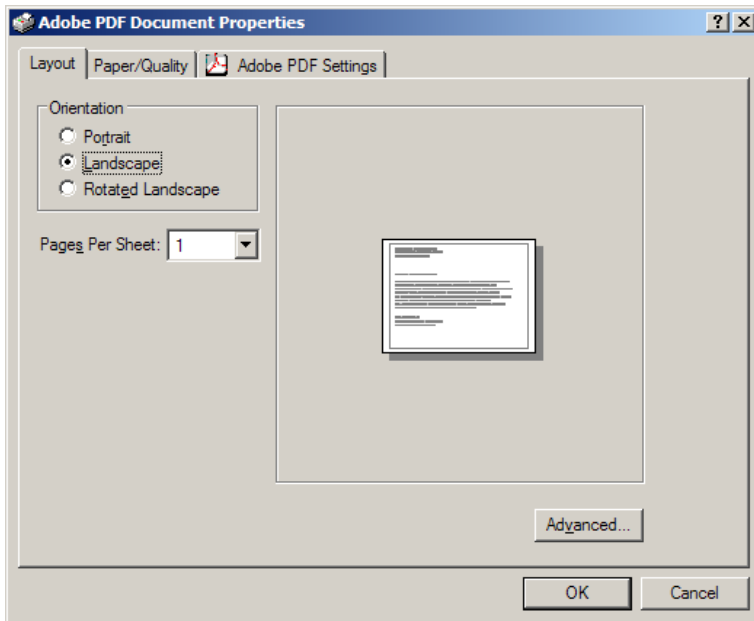 Adobe PDF Document Properties
Layout Paper/Quality Adobe PDF Settings
Orientation
Portrait
Landscape
Rotated Landscape
Pages Per Sheet: 1
Advanced...
OK Cancel